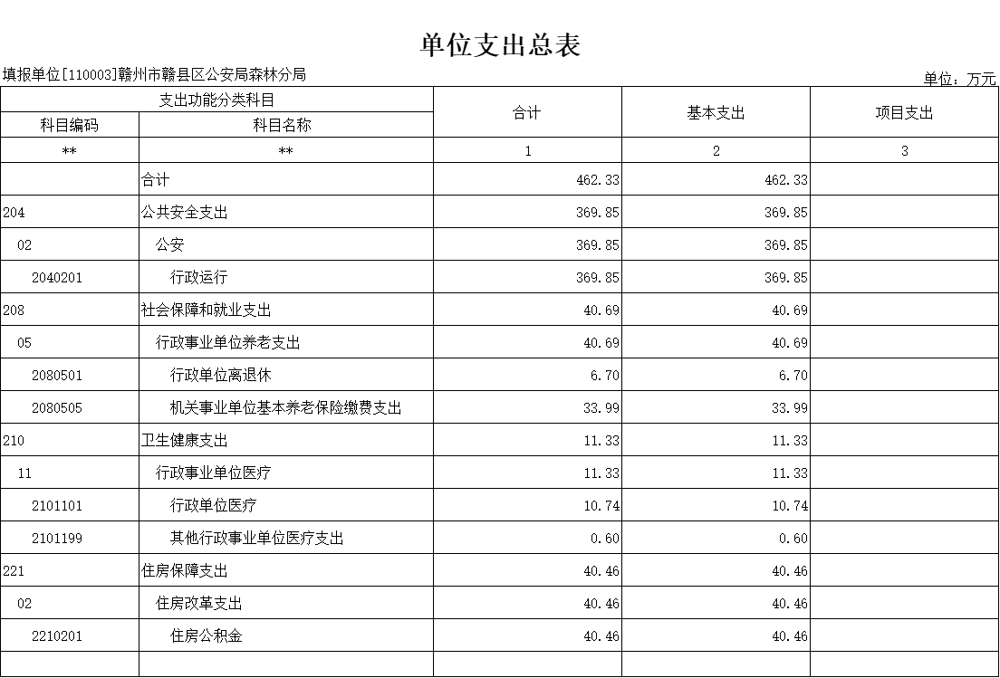 单位支出总表
填报单位[110003]赣州市赣县区公安局森林分局
单位：万元
支出功能分类科目 合计 基本支出 项目支出
科目编码 科目名称
** ** 1 2 3
合计 462.33 462.33
204 公共安全支出 369.85 369.85
02 公安 369.85 369.85
2040201 行政运行 369.85 369.85
208 社会保障和就业支出 40.69 40.69
05 行政事业单位养老支出 40.69 40.69
2080501 行政单位离退休 6.70 6.70
2080505 机关事业单位基本养老保险缴费支出 33.99 33.99
210 卫生健康支出 11.33 11.33
11 行政事业单位医疗 11.33 11.33
2101101 行政单位医疗 10.74 10.74
2101199 其他行政事业单位医疗支出 0.60 0.60
221 住房保障支出 40.46 40.46
02 住房改革支出 40.46 40.46
2210201 住房公积金 40.46 40.46